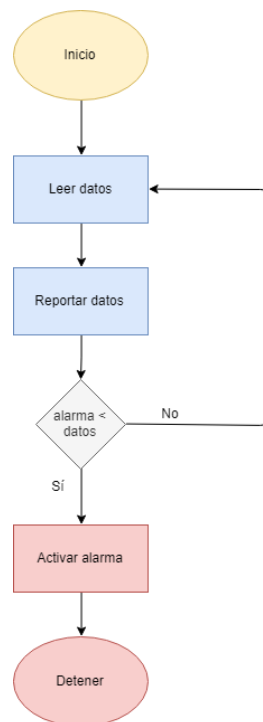 Inicio
Leer datos
Reportar datos
alarma <
datos
No
Sí
Activar alarma
Detener